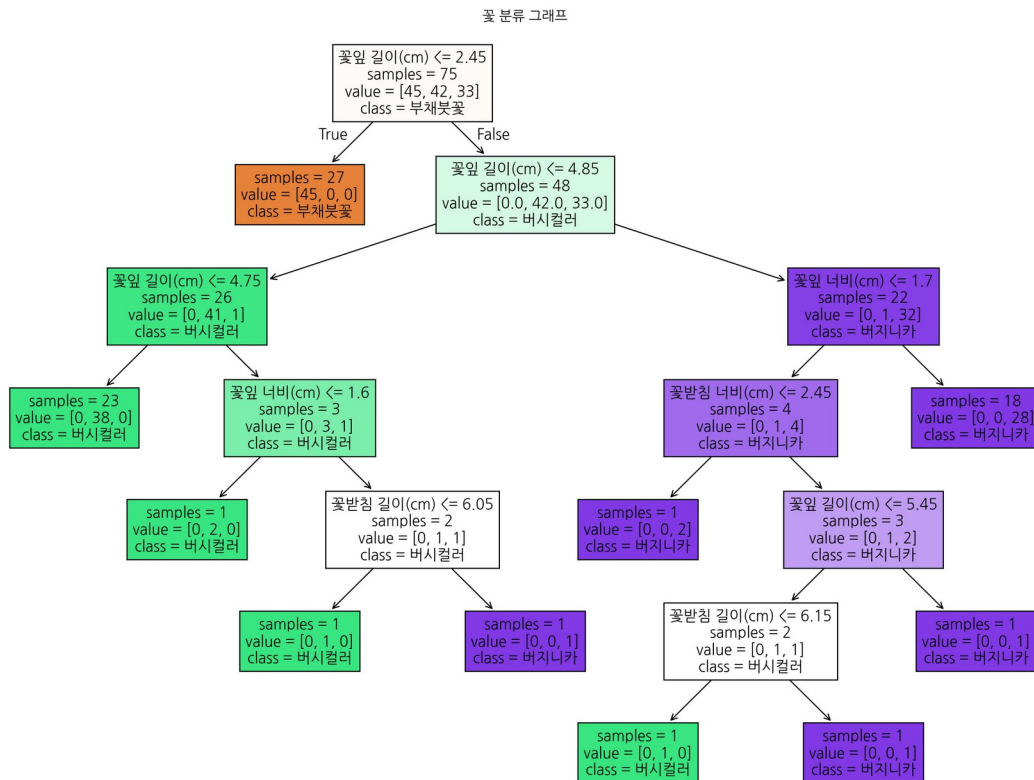 꽃 분류 그래프
꽃잎 길이(cm) <= 2.45
samples = 75
value = [45, 42, 33]
class = 부채붓꽃
True
False
samples = 27
value = [45, 0, 0]
class = 부채붓꽃
꽃잎 길이(cm) <= 4.85
samples = 48
value = [0.0, 42.0, 33.0]
class = 버시컬러
꽃잎 길이(cm) <= 4.75
samples = 26
value = [0, 41, 1]
class = 버시컬러
꽃잎 너비(cm) <= 1.7
samples = 22
value = [0, 1, 32]
class = 버지니카
samples = 23
value = [0, 38, 0]
class = 버시컬러
꽃잎 너비(cm) <= 1.6
samples = 3
value = [0, 3, 1]
class = 버시컬러
꽃받침 너비(cm) <= 2.45
samples = 4
value = [0, 1, 4]
class = 버지니카
samples = 18
value = [0, 0, 28]
class = 버지니카
samples = 1
value = [0, 2, 0]
class = 버시컬러
꽃받침 길이(cm) <= 6.05
samples = 2
value = [0, 1, 1]
class = 버시컬러
samples = 1
value = [0, 0, 2]
class = 버지니카
꽃잎 길이(cm) <= 5.45
samples = 3
value = [0, 1, 2]
class = 버지니카
samples = 1
value = [0, 1, 0]
class = 버시컬러
samples = 1
value = [0, 0, 1]
class = 버지니카
꽃받침 길이(cm) <= 6.15
samples = 2
value = [0, 1, 1]
class = 버시컬러
samples = 1
value = [0, 0, 1]
class = 버지니카
samples = 1
value = [0, 1, 0]
class = 버시컬러
samples = 1
value = [0, 0, 1]
class = 버지니카